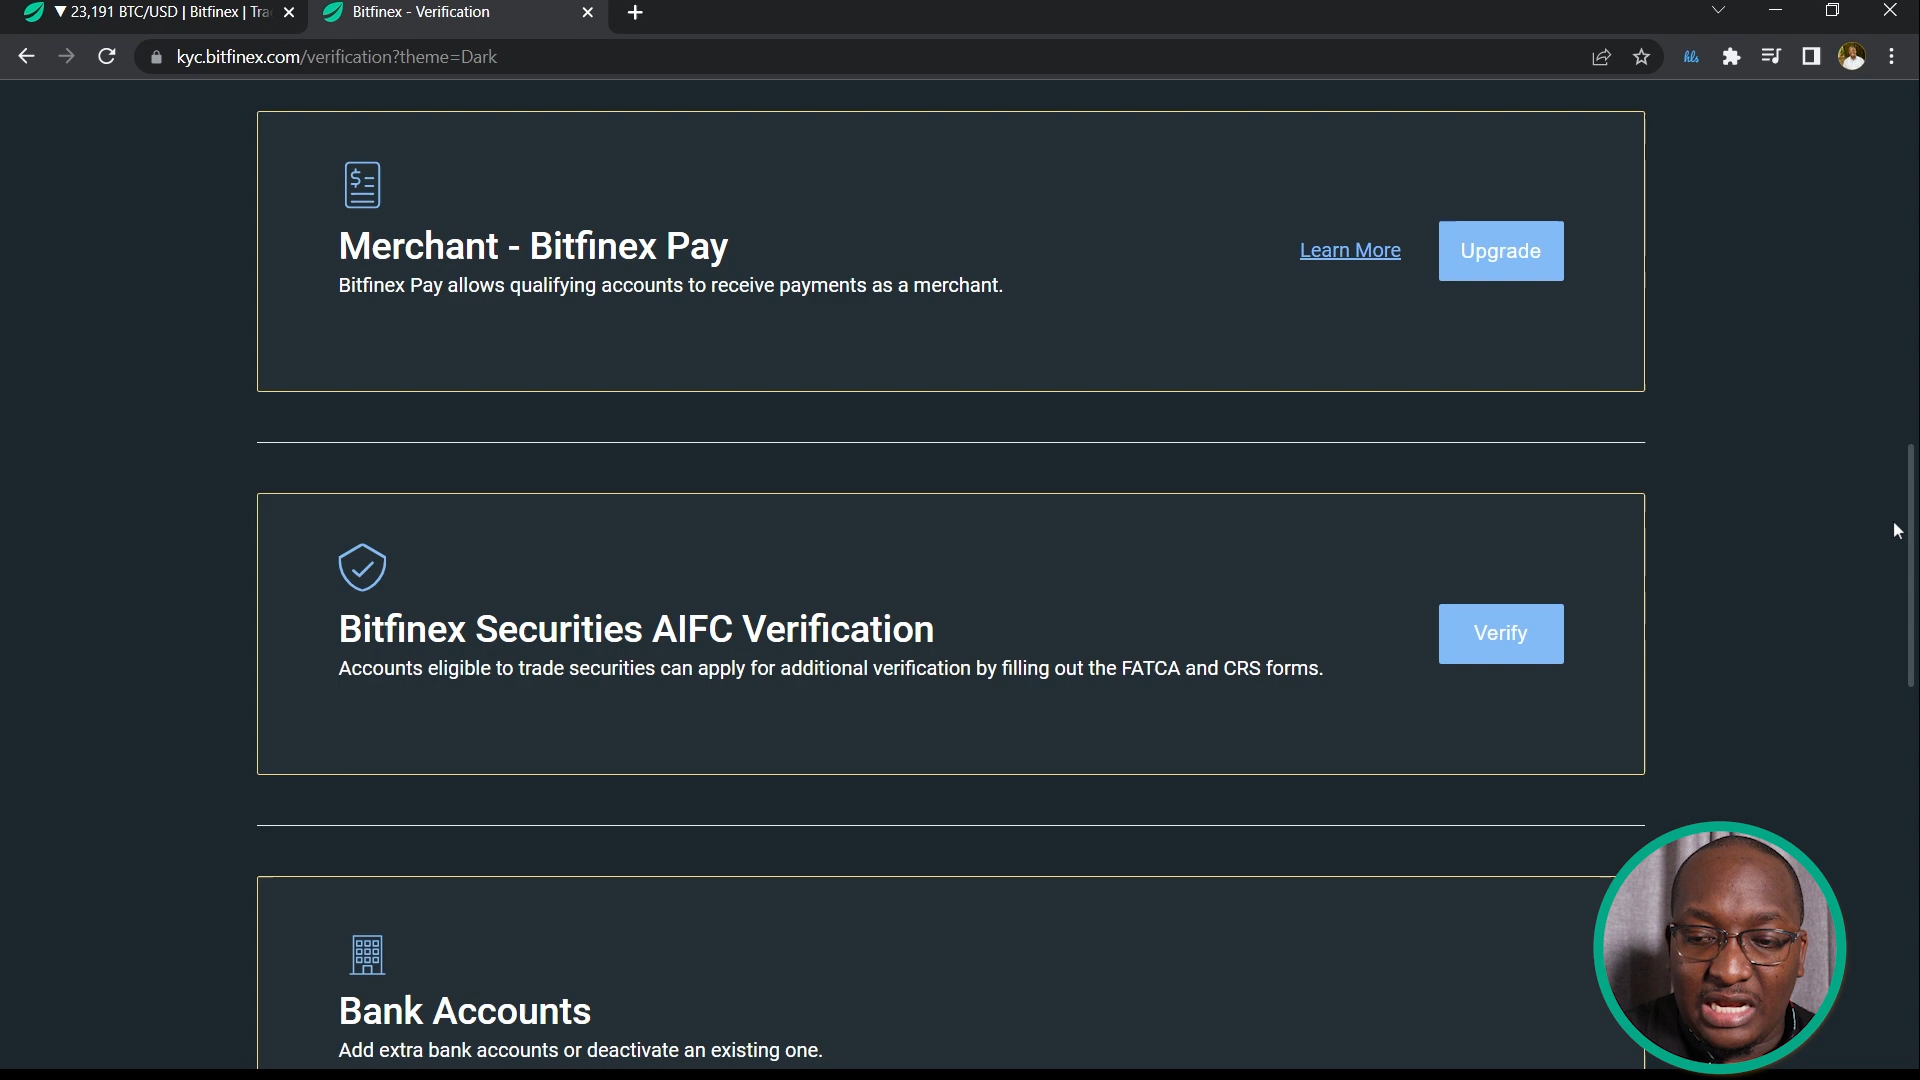 ▼ 23,191 BTC/USD | Bitfinex | Tra
Bitfinex - Verification
kyc.bitfinex.com/verification?theme=Dark
hls
Merchant - Bitfinex Pay
Bitfinex Pay allows qualifying accounts to receive payments as a merchant.
Learn More
Upgrade
Bitfinex Securities AIFC Verification
Accounts eligible to trade securities can apply for additional verification by filling out the FATCA and CRS forms.
Verify
Bank Accounts
Add extra bank accounts or deactivate an existing one.